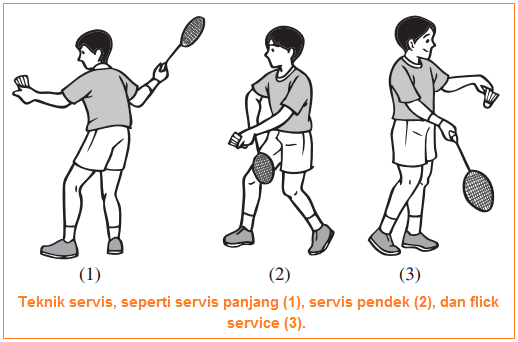 (1) (2) (3)
Teknik servis, seperti servis panjang (1), servis pendek (2), dan flick
service (3).